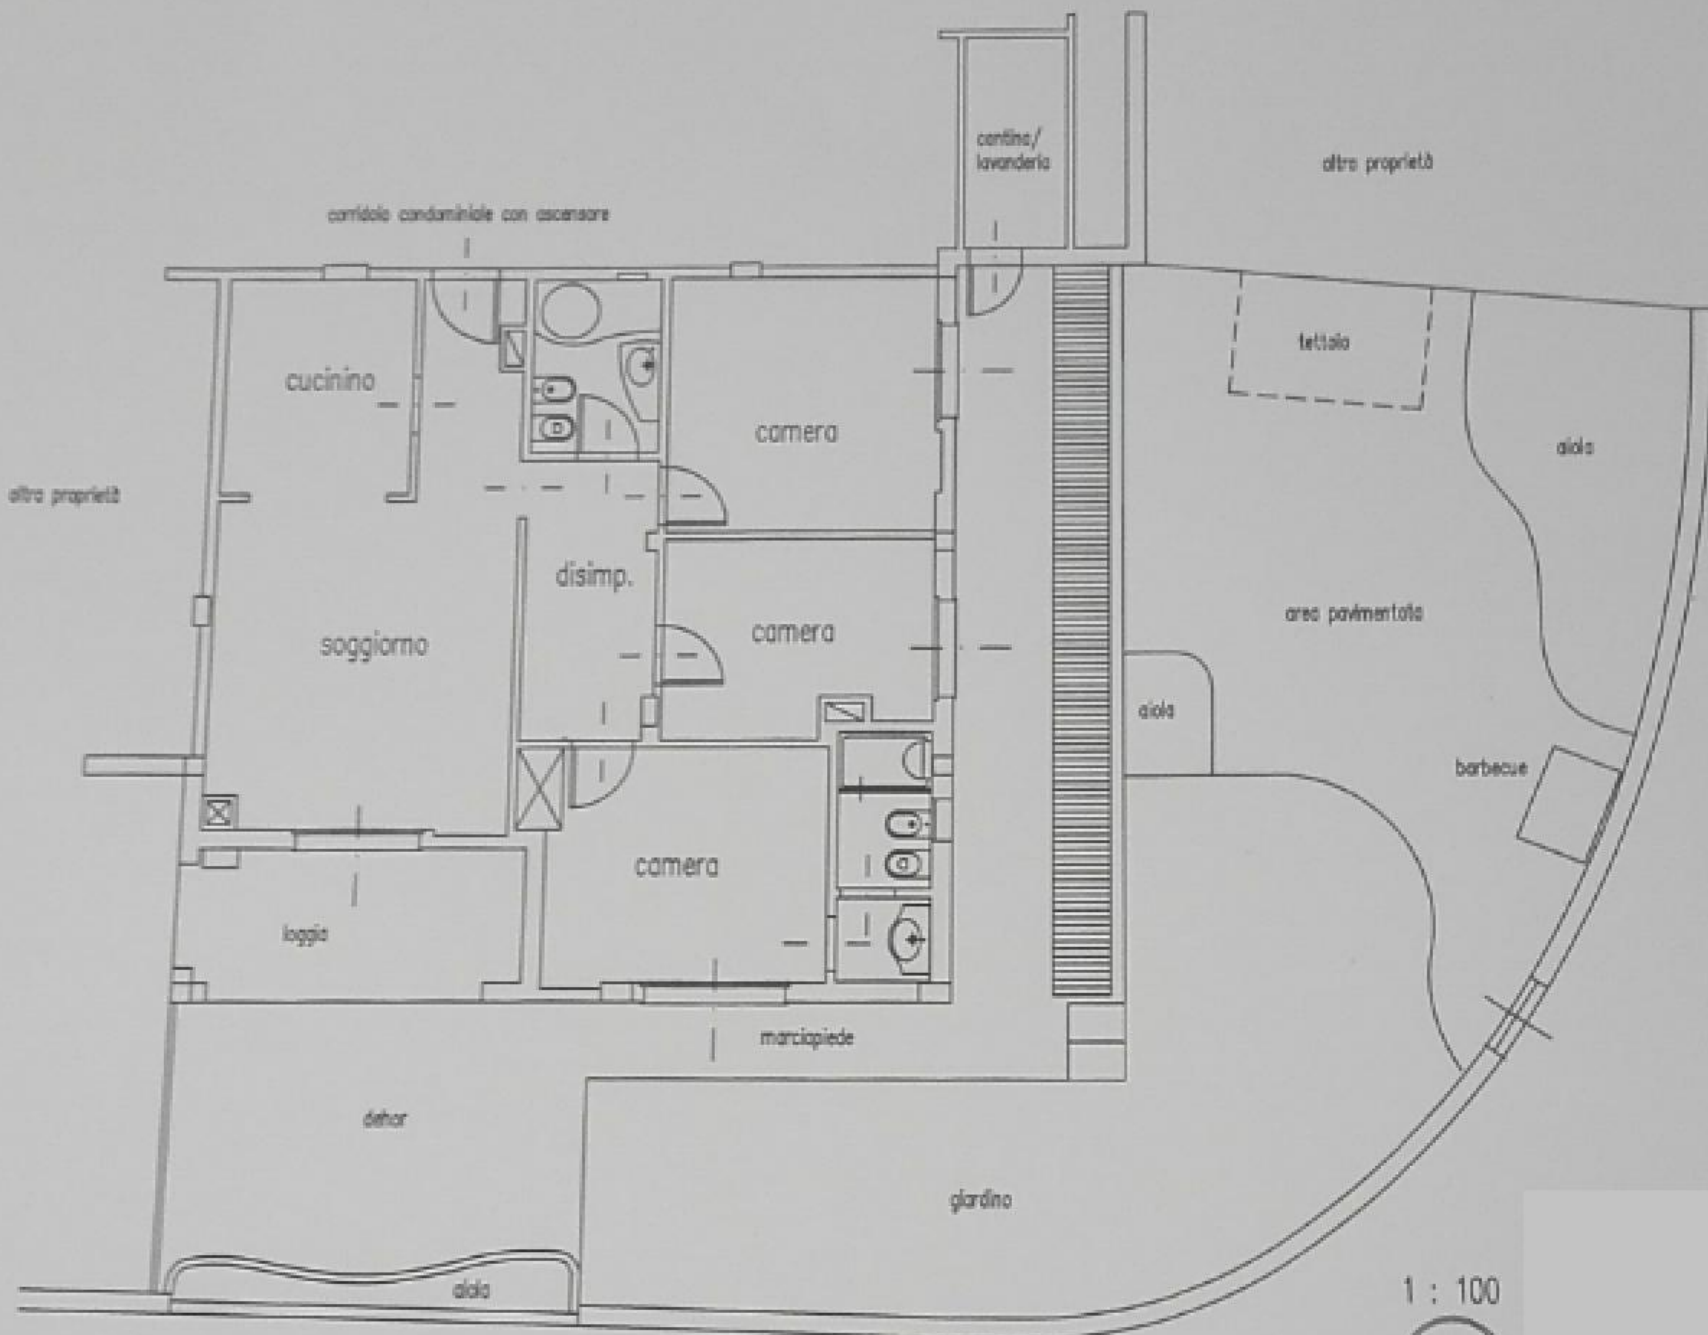 cantina/
lavanderia
altra proprietà
corridoio condominiale con ascensore
tettoia
cucinino
camera
aiola
altra proprietà
disimp.
area pavimentata
soggiorno
camera
aiola
barbecue
camera
loggia
marciapiede
dehor
giardino
aiola
1 : 100